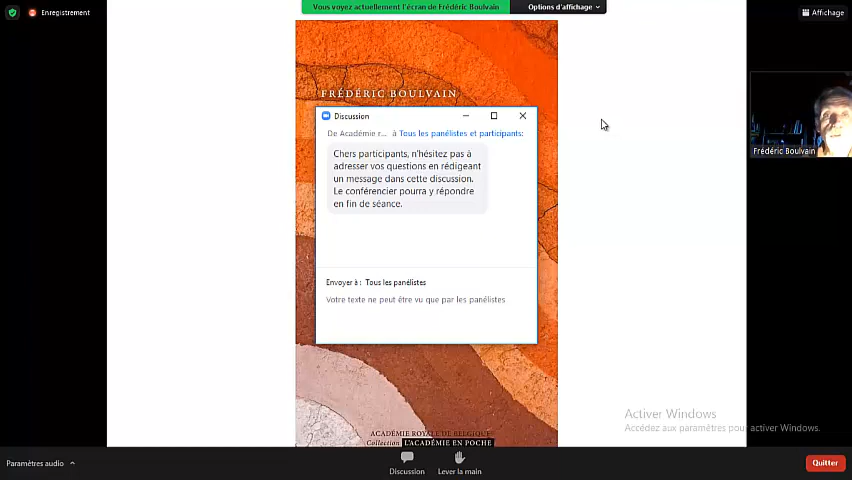 Enregistrement
Vous voyez actuellement l'écran de Frédéric Boulvain
Options d'affichage
Affichage
FRÉDÉRIC BOULVAIN
Discussion
De Académie r... à Tous les panélistes et participants:
Chers participants, n'hésitez pas à
adresser vos questions en rédigeant
un message dans cette discussion.
Le conférencier pourra y répondre
en fin de séance.
Frédéric Boulvain
Envoyer à : Tous les panélistes
Votre texte ne peut être vu que par les panélistes
Activer Windows
Accédez aux paramètres pour activer Windows.
ACADÉMIE ROYALE DE BELGIQUE
Collection L'ACADÉMIE EN POCHE
Paramètres audio
Discussion
Lever la main
Quitter